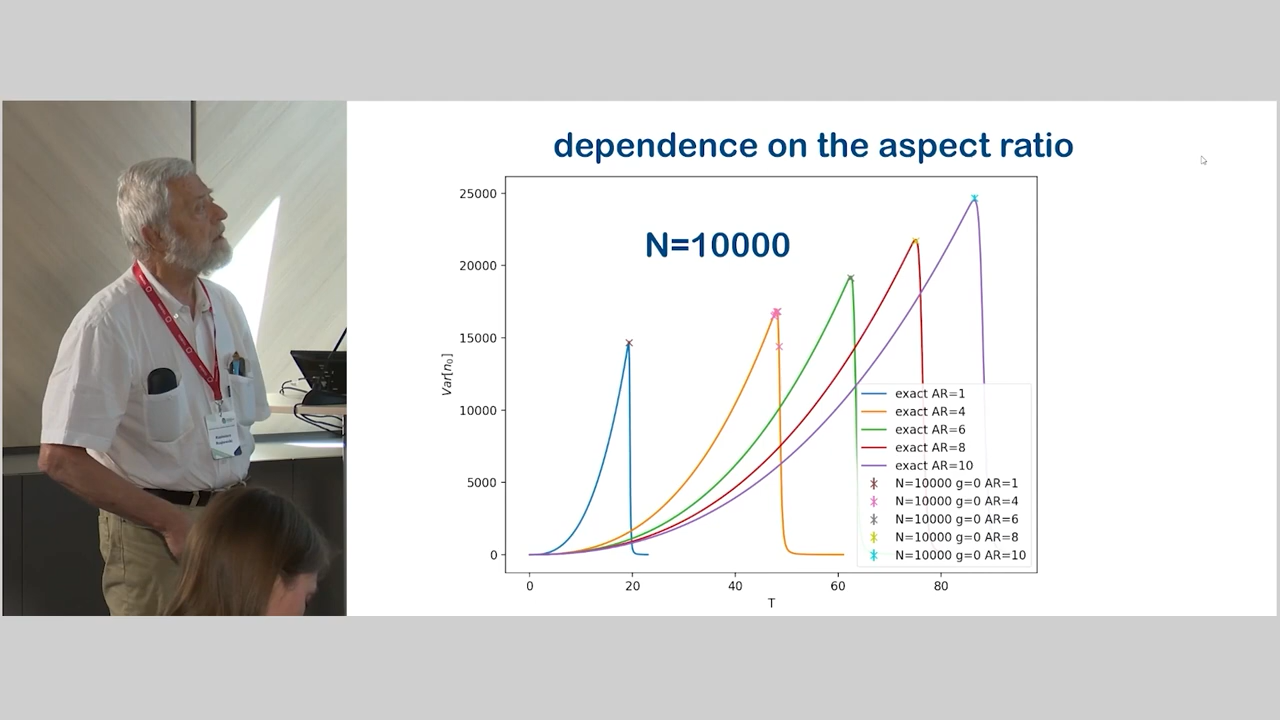 dependence on the aspect ratio
N=10000
25000
20000
15000
10000
5000
0
Var[n₀]
0 20 40 60 80
T
exact AR=1
exact AR=4
exact AR=6
exact AR=8
exact AR=10
N=10000 g=0 AR=1
N=10000 g=0 AR=4
N=10000 g=0 AR=6
N=10000 g=0 AR=8
N=10000 g=0 AR=10